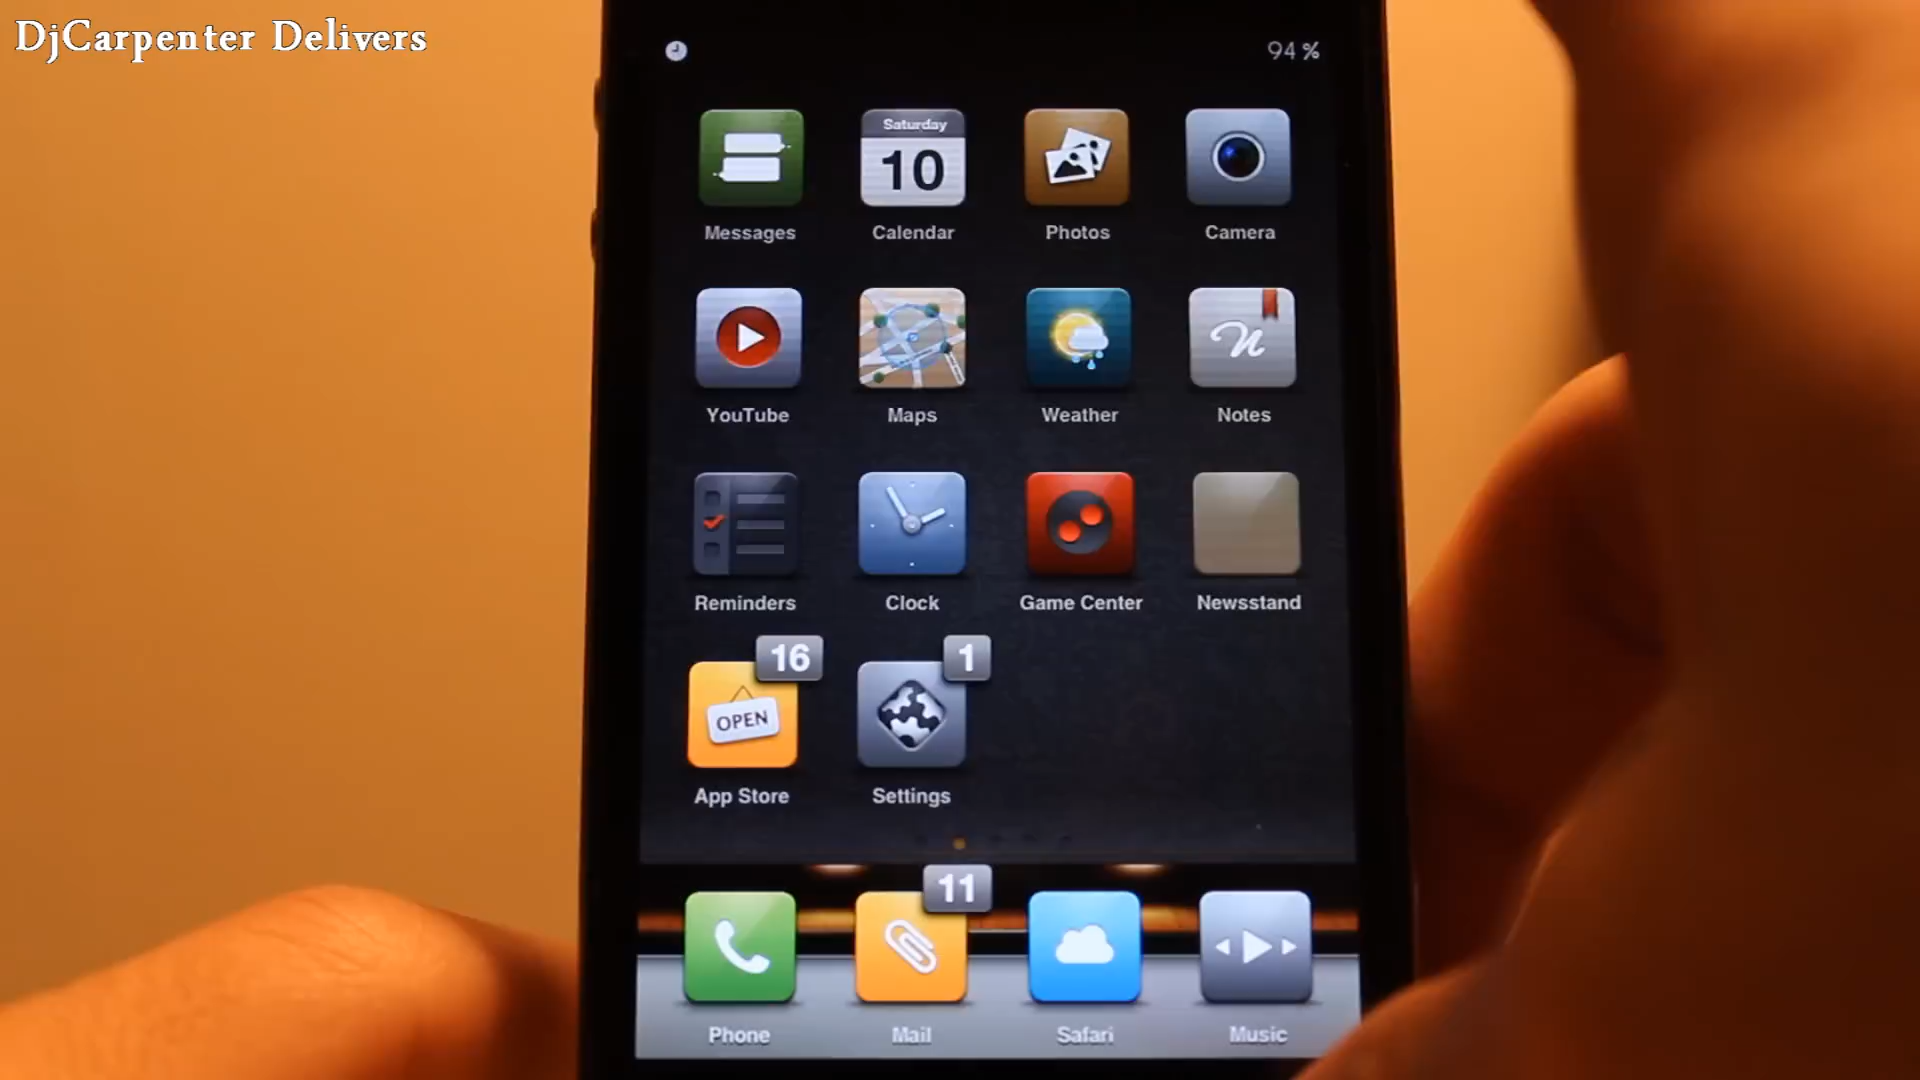 DjCarpenter Delivers
94%
Saturday
10
Messages
Calendar
Photos
Camera
n
YouTube
Maps
Weather
Notes
Reminders
Clock
Game Center
Newsstand
16
1
OPEN
App Store
Settings
11
Phone
Mail
Safari
Music